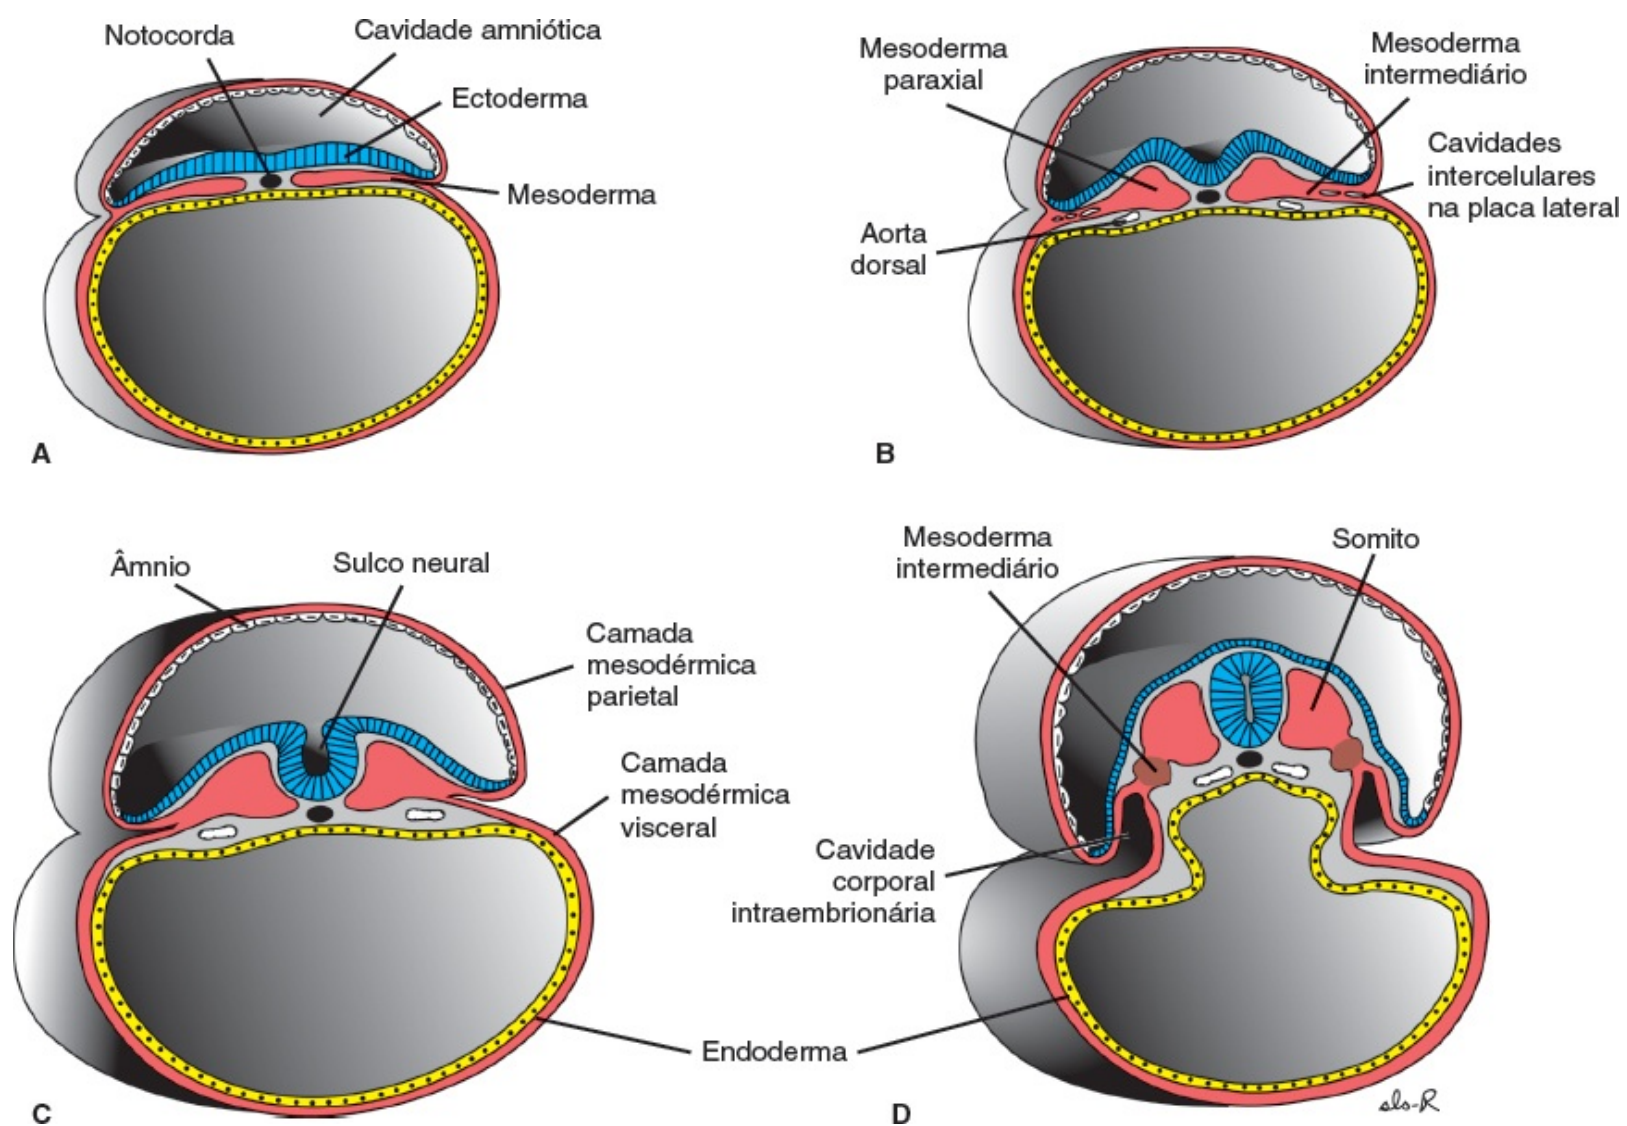 Notocorda
Cavidade amniótica
Ectoderma
Mesoderma
A
Mesoderma
paraxial
Mesoderma
intermediário
Cavidades
intercelulares
na placa lateral
Aorta
dorsal
B
Âmnio
Sulco neural
Camada
mesodérmica
parietal
Camada
mesodérmica
visceral
C
Mesoderma
intermediário
Somito
Cavidade
corporal
intraembrionária
Endoderma
D
sls-R